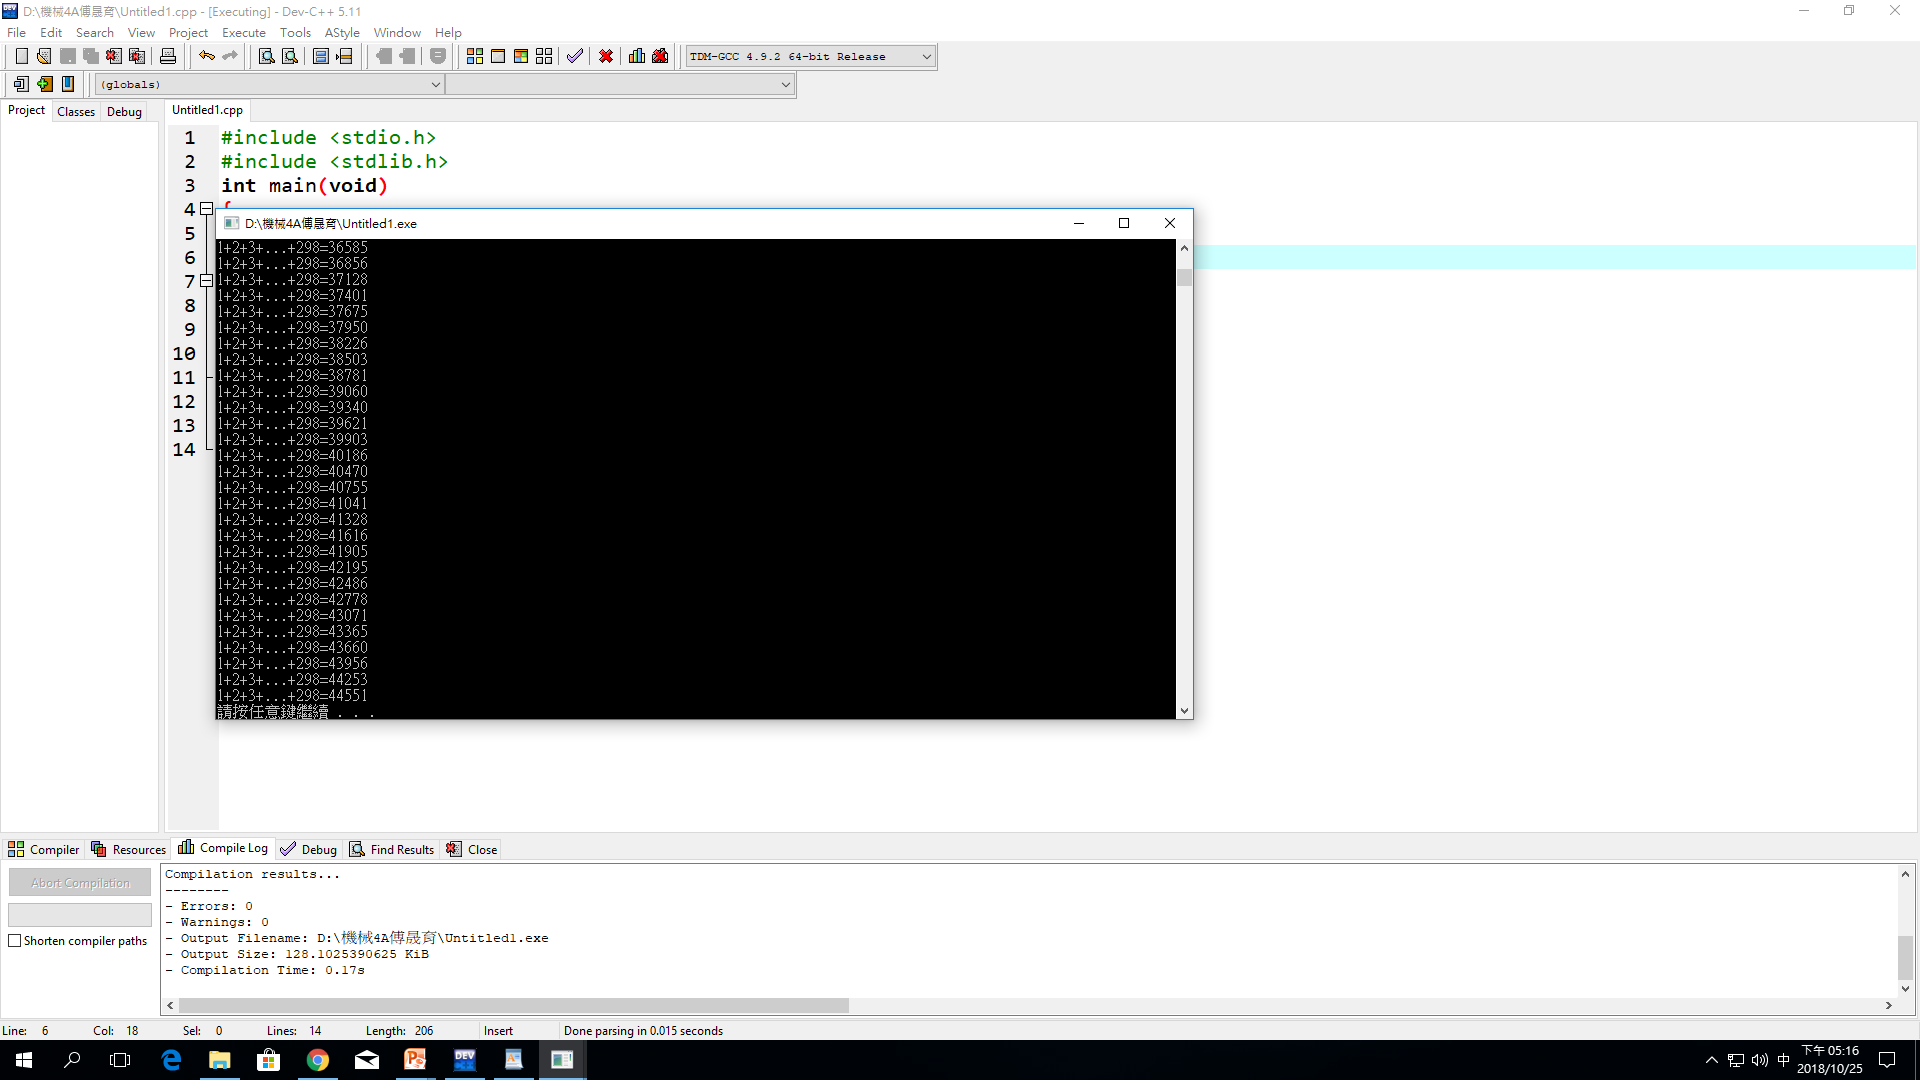 D:\機械4A傅晟育\Untitled1.cpp - [Executing] - Dev-C++ 5.11
File Edit Search View Project Execute Tools AStyle Window Help
TDM-GCC 4.9.2 64-bit Release
(globals)
Project Classes Debug
Untitled1.cpp
1 #include <stdio.h>
2 #include <stdlib.h>
3 int main(void)
4
5
6
7
8
9
10
11
12
13
14
D:\機械4A傅晟育\Untitled1.exe
1+2+3+...+298=36585
1+2+3+...+298=36856
1+2+3+...+298=37128
1+2+3+...+298=37401
1+2+3+...+298=37675
1+2+3+...+298=37950
1+2+3+...+298=38226
1+2+3+...+298=38503
1+2+3+...+298=38781
1+2+3+...+298=39060
1+2+3+...+298=39340
1+2+3+...+298=39621
1+2+3+...+298=39903
1+2+3+...+298=40186
1+2+3+...+298=40470
1+2+3+...+298=40755
1+2+3+...+298=41041
1+2+3+...+298=41328
1+2+3+...+298=41616
1+2+3+...+298=41905
1+2+3+...+298=42195
1+2+3+...+298=42486
1+2+3+...+298=42778
1+2+3+...+298=43071
1+2+3+...+298=43365
1+2+3+...+298=43660
1+2+3+...+298=43956
1+2+3+...+298=44253
1+2+3+...+298=44551
請按任意鍵繼續 . . .
Compiler Resources Compile Log Debug Find Results Close
Abort Compilation
Shorten compiler paths
Compilation results...
--------
- Errors: 0
- Warnings: 0
- Output Filename: D:\機械4A傅晟育\Untitled1.exe
- Output Size: 128.1025390625 KiB
- Compilation Time: 0.17s
Line: 6 Col: 18 Sel: 0 Lines: 14 Length: 206 Insert Done parsing in 0.015 seconds
中
下午 05:16
2018/10/25